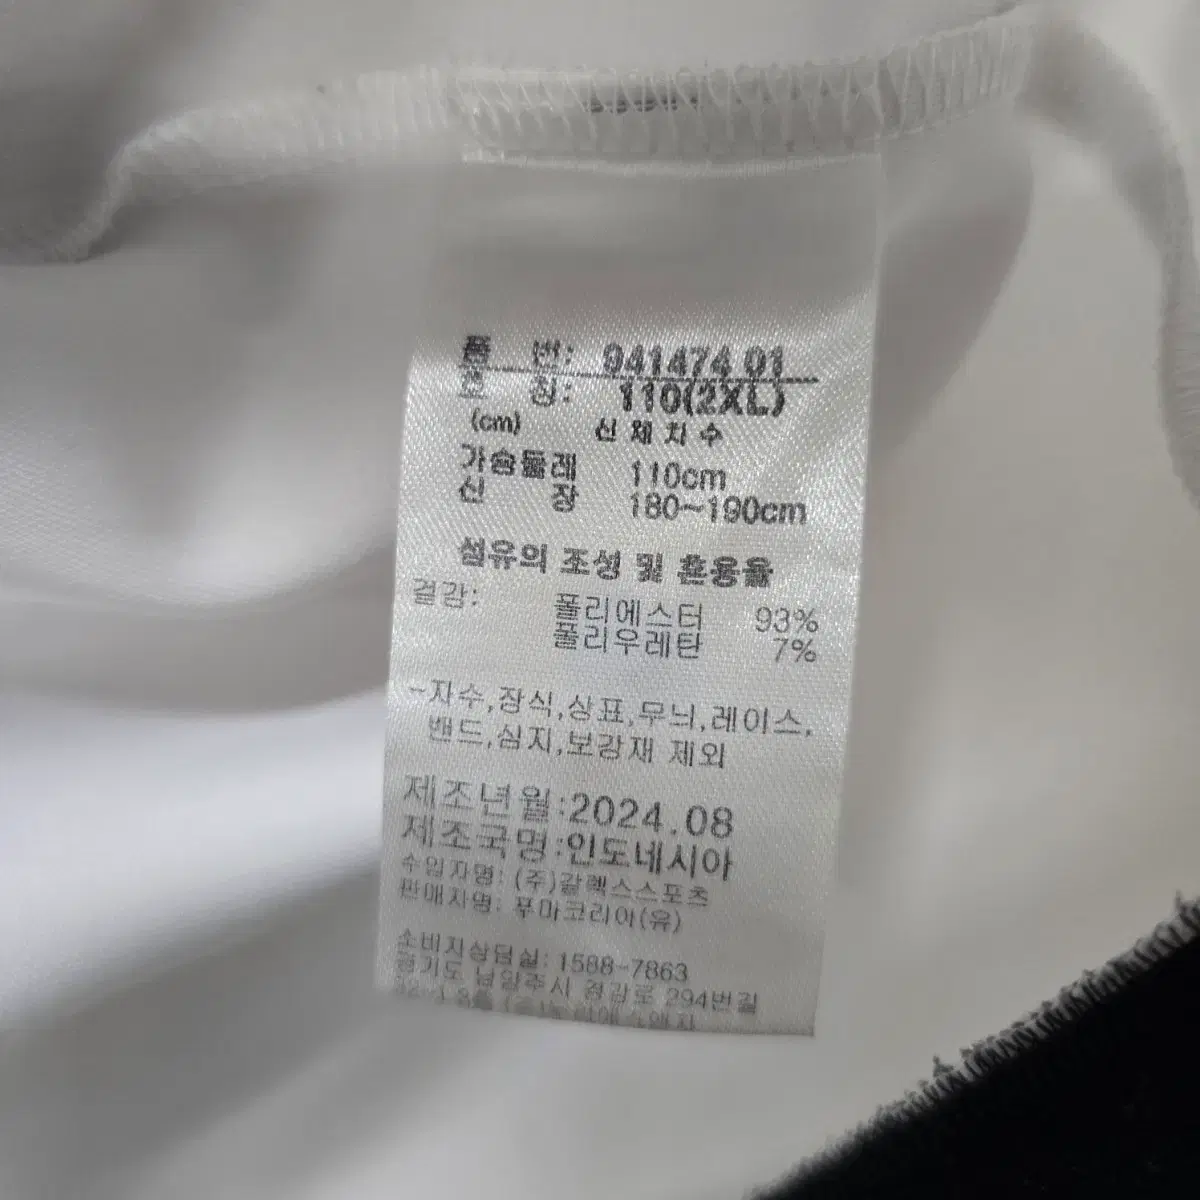 품 번: 941474 01
호 칭: 110(2XL)
(cm) 신체치수
가슴둘레 110cm
신 장 180~190cm
섬유의 조성 및 혼용율
겉감: 폴리에스터 93%
폴리우레탄 7%
-자수,장식,상표,무늬,레이스,
밴드,심지,보강재 제외
제조년월:2024.08
제조국명:인도네시아
수입자명: (주)갈렉스스포츠
판매자명: 푸마코리아(유)
소비자상담실: 1588-7863
경기도 남양주시 경강로 294번길